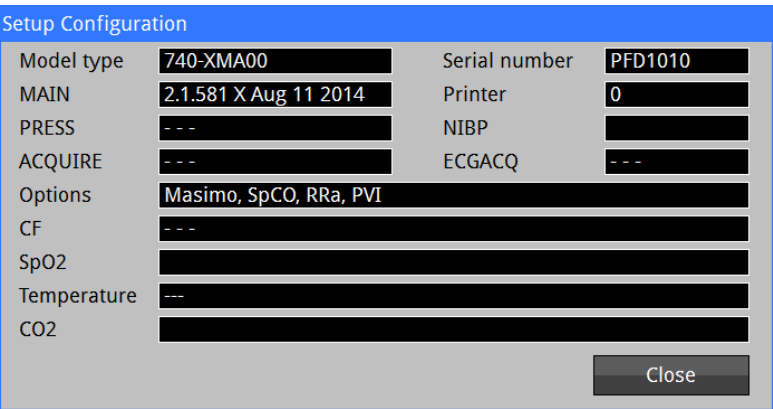 Setup Configuration
Model type 740-XMA00 Serial number PFD1010
MAIN 2.1.581 X Aug 11 2014 Printer 0
PRESS - - - NIBP
ACQUIRE - - - ECGACQ - - -
Options Masimo, SpCO, RRa, PVI
CF - - -
SpO2
Temperature ---
CO2
Close